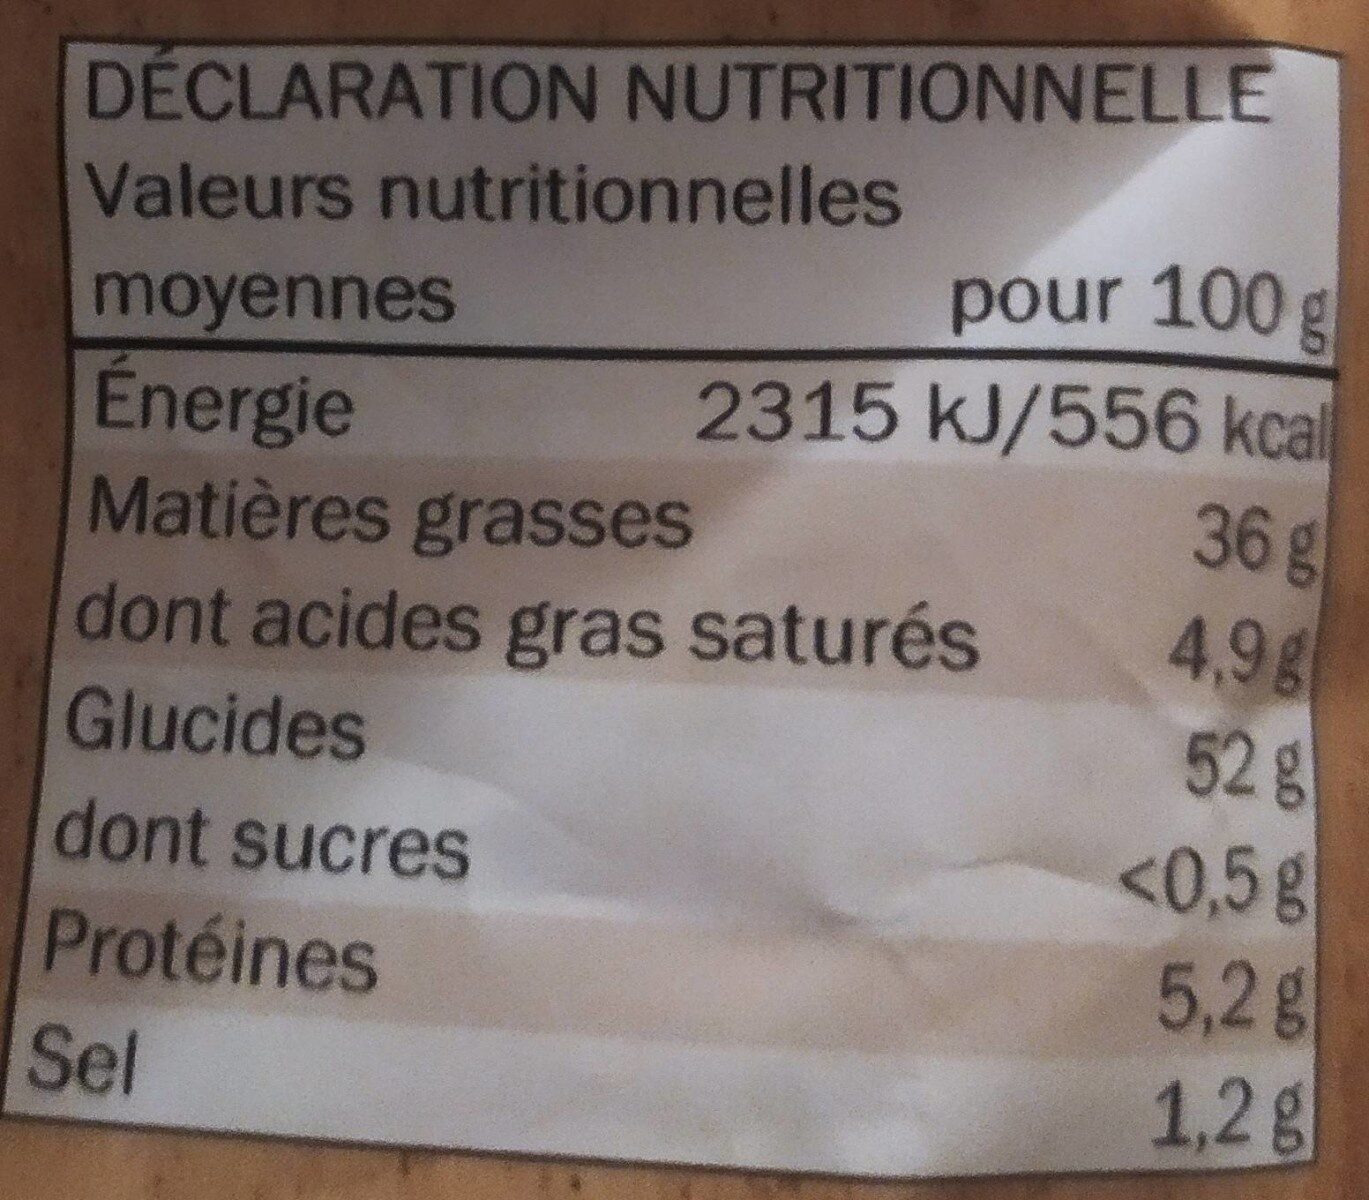 DÉCLARATION NUTRITIONNELLE
Valeurs nutritionnelles
moyennes pour 100 g
Énergie 2315 kJ/556 kcal
Matières grasses 36 g
dont acides gras saturés 4,9 g
Glucides 52 g
dont sucres <0,5 g
Protéines 5,2 g
Sel 1,2 g